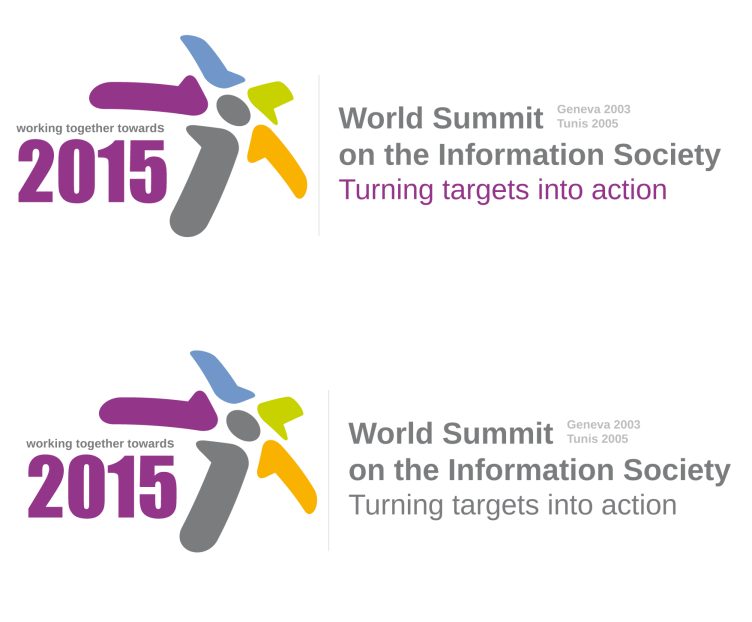 working together towards
2015
World Summit Geneva 2003
Tunis 2005
on the Information Society
Turning targets into action
working together towards
2015
World Summit Geneva 2003
Tunis 2005
on the Information Society
Turning targets into action